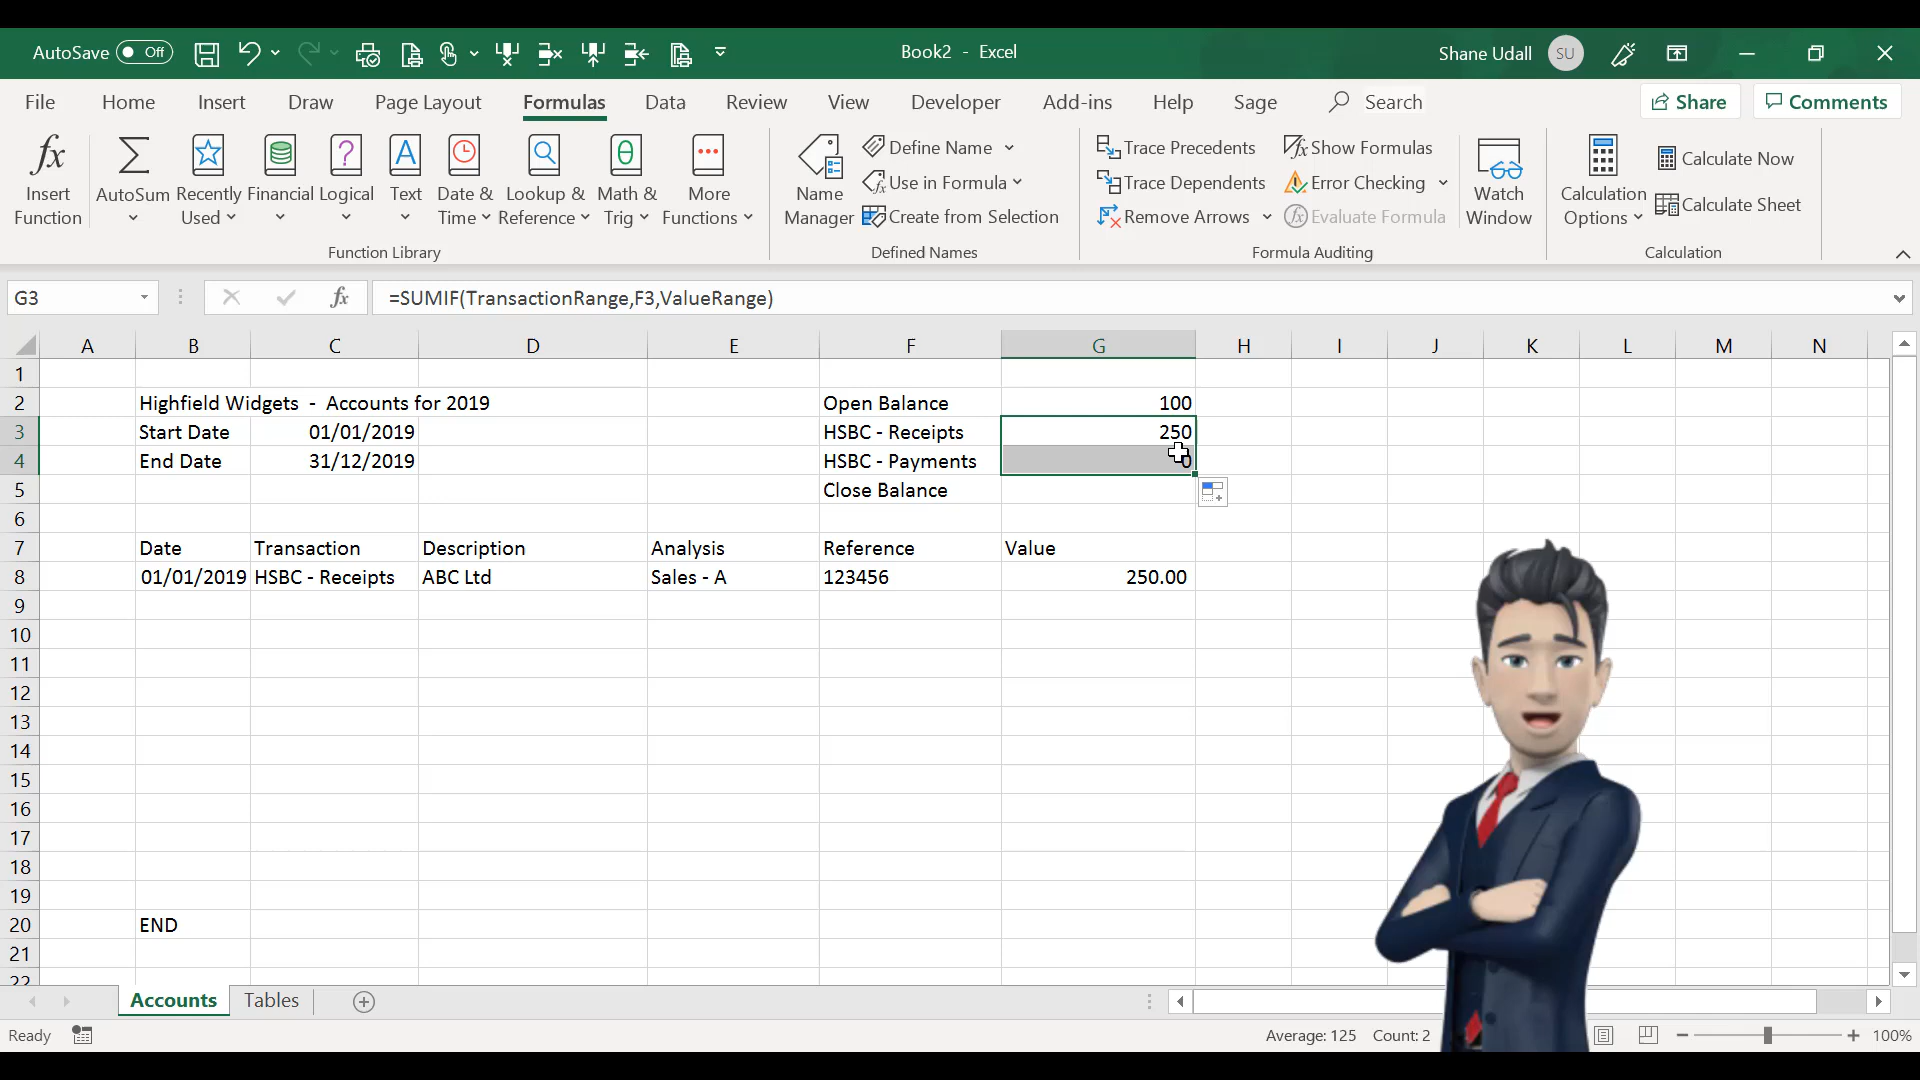 AutoSave Off Book2 - Excel Shane Udall SU
File Home Insert Draw Page Layout Formulas Data Review View Developer Add-ins Help Sage Search Share Comments
Insert Function
AutoSum
Recently Used
Financial
Logical
Text
Date & Time
Lookup & Reference
Math & Trig
More Functions
Function Library
Name Manager
Define Name
Use in Formula
Create from Selection
Defined Names
Trace Precedents
Trace Dependents
Remove Arrows
Show Formulas
Error Checking
Evaluate Formula
Formula Auditing
Watch Window
Calculation Options
Calculate Now
Calculate Sheet
Calculation
G3 fx =SUMIF(TransactionRange,F3,ValueRange)
A B C D E F G H I J K L M N
1
2 Highfield Widgets - Accounts for 2019 Open Balance 100
3 Start Date 01/01/2019 HSBC - Receipts 250
4 End Date 31/12/2019 HSBC - Payments 0
5 Close Balance
6
7 Date Transaction Description Analysis Reference Value
8 01/01/2019 HSBC - Receipts ABC Ltd Sales - A 123456 250.00
9
10
11
12
13
14
15
16
17
18
19
20 END
21
22
Accounts Tables
Ready Average: 125 Count: 2 100%